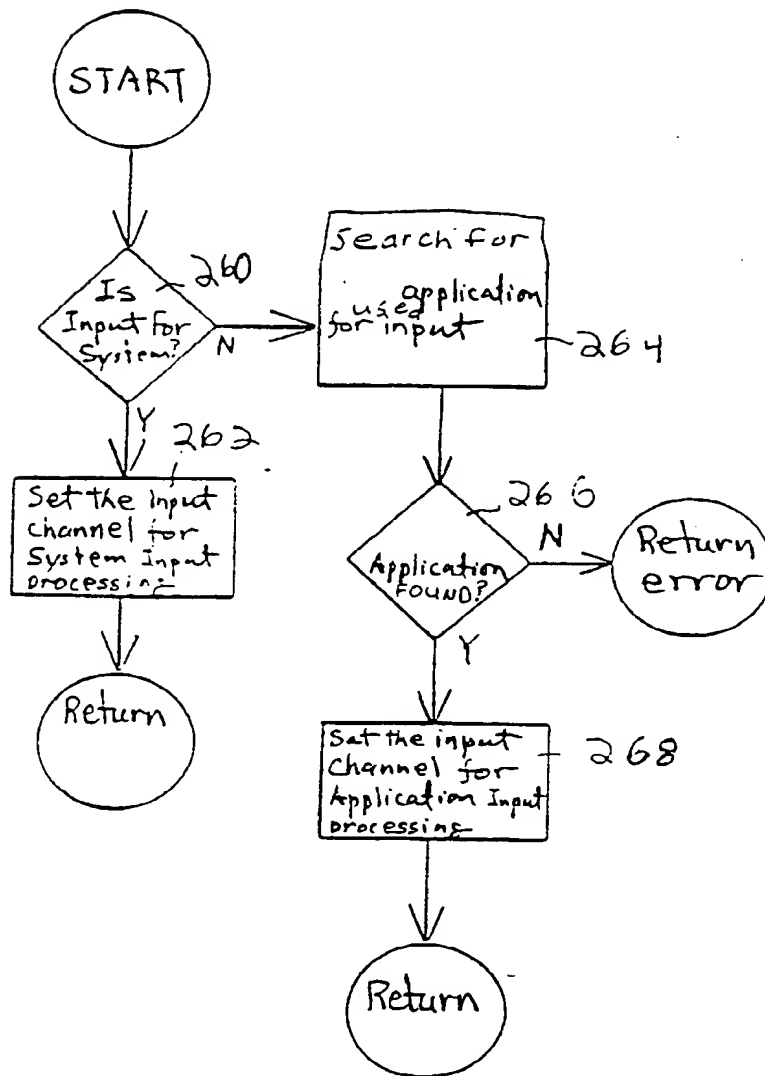 START
260
Is
Input For
System?
N
Y
Search for
application
used
for input
264
262
Set the input
channel for
System Input
processing
Return
266
Application
FOUND?
N
Y
Return
error
Set the input
Channel for
Application Input
processing
268
Return